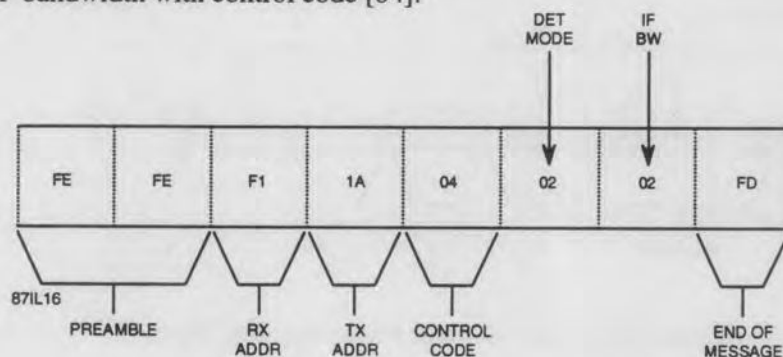 bandwidth with control code [04].
DET MODE
IF BW
FE FE F1 1A 04 02 02 FD
87IL16
PREAMBLE
RX ADDR
TX ADDR
CONTROL CODE
END OF MESSAGE